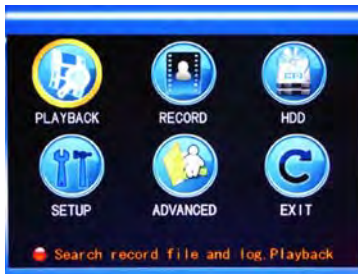 PLAYBACK RECORD HDD
SETUP ADVANCED EXIT
Search record file and log.Playback